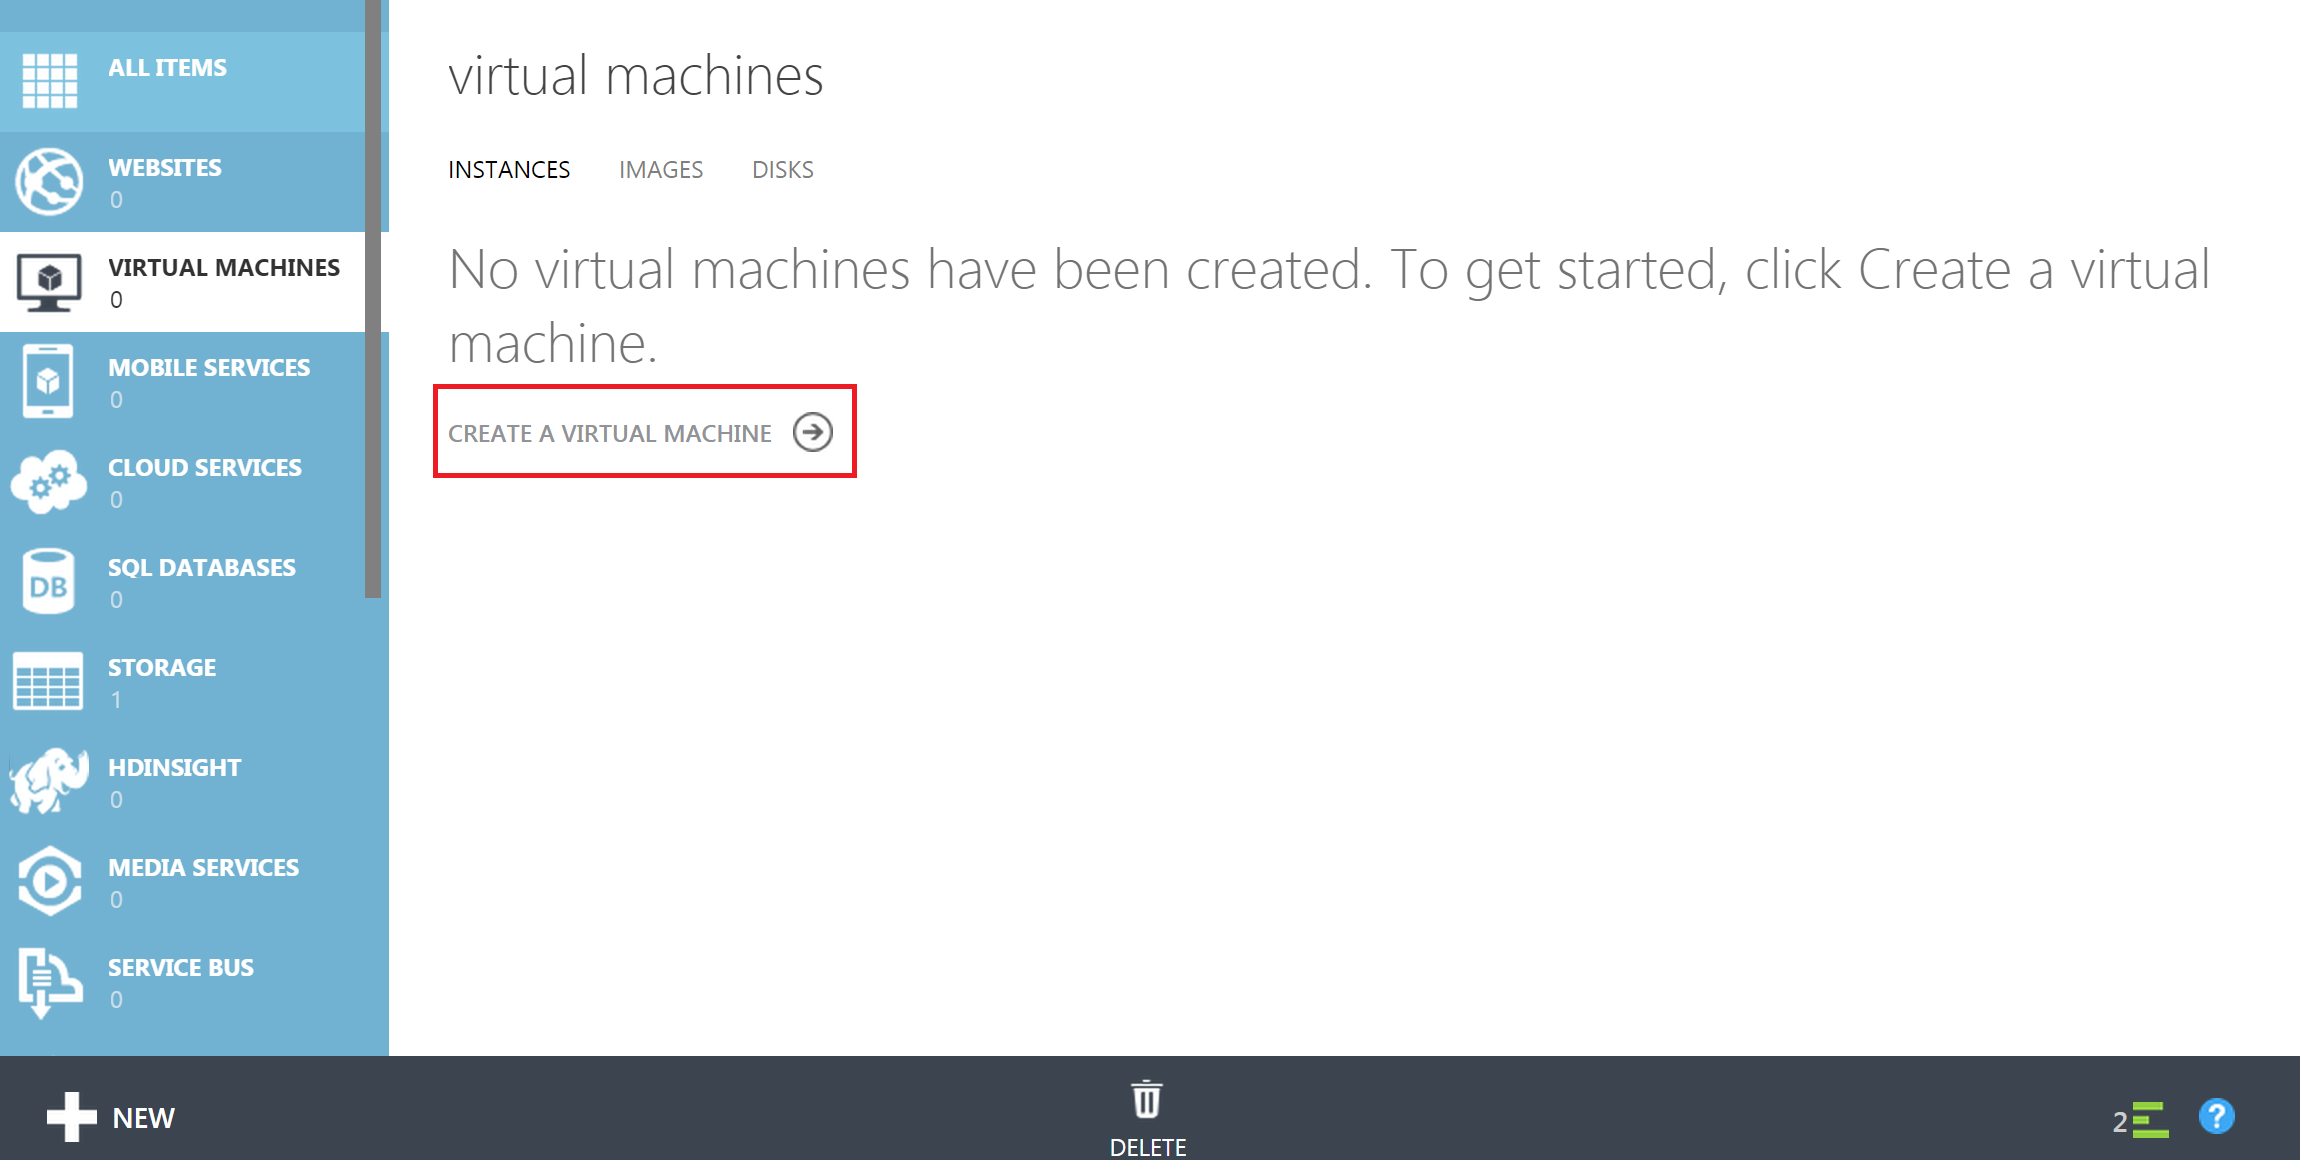 ALL ITEMS
WEBSITES
0
VIRTUAL MACHINES
0
MOBILE SERVICES
0
CLOUD SERVICES
0
DB
SQL DATABASES
0
STORAGE
1
HDINSIGHT
0
MEDIA SERVICES
0
SERVICE BUS
0
virtual machines
INSTANCES IMAGES DISKS
No virtual machines have been created. To get started, click Create a virtual
machine.
CREATE A VIRTUAL MACHINE
NEW
DELETE
2
?